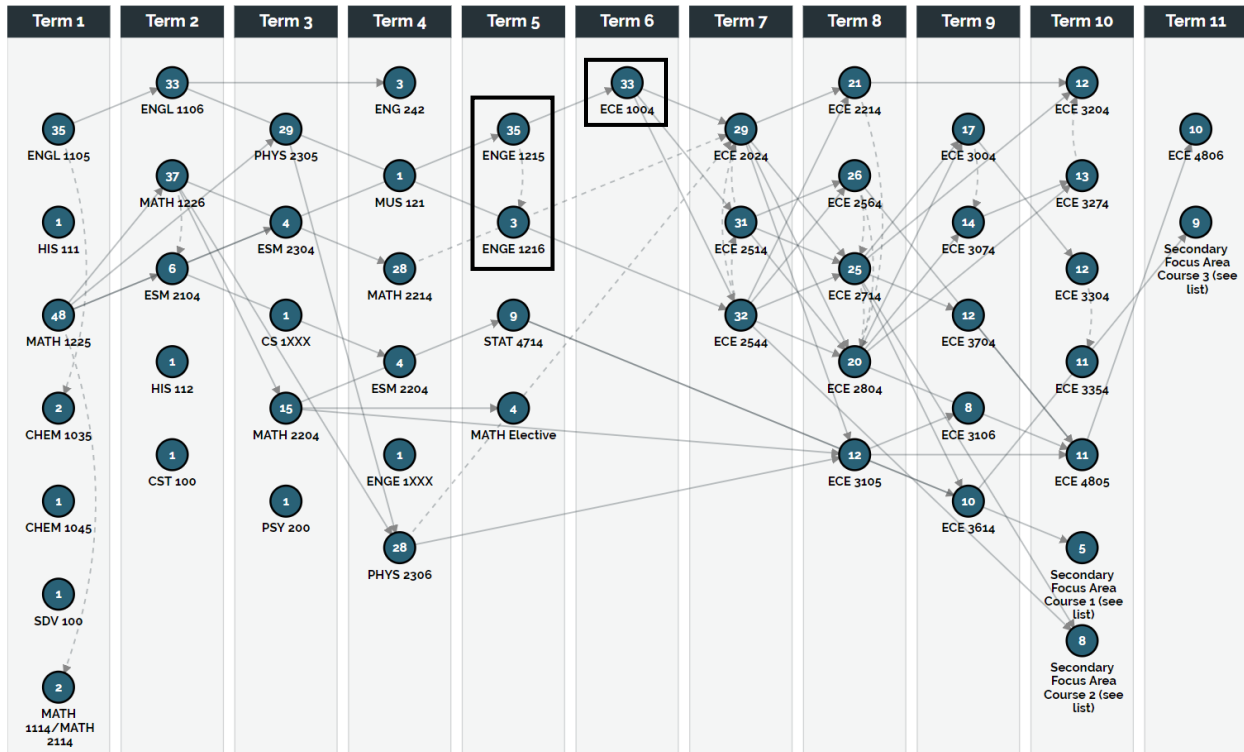 Term 1
Term 2
Term 3
Term 4
Term 5
Term 6
Term 7
Term 8
Term 9
Term 10
Term 11
35
ENGL 1105
1
HIS 111
48
MATH 1225
2
CHEM 1035
1
CHEM 1045
1
SDV 100
2
MATH
1114/MATH
2114
33
ENGL 1106
37
MATH 1226
6
ESM 2104
1
HIS 112
1
CST 100
29
PHYS 2305
4
ESM 2304
1
CS 1XXX
15
MATH 2204
1
PSY 200
3
ENG 242
1
MUS 121
28
MATH 2214
4
ESM 2204
1
ENGE 1XXX
28
PHYS 2306
35
ENGE 1215
3
ENGE 1216
9
STAT 4714
4
MATH Elective
33
ECE 1004
29
ECE 2024
31
ECE 2514
32
ECE 2544
21
ECE 2214
26
ECE 2564
25
ECE 2714
20
ECE 2804
12
ECE 3105
17
ECE 3004
14
ECE 3074
12
ECE 3704
8
ECE 3106
10
ECE 3614
12
ECE 3204
13
ECE 3274
12
ECE 3304
11
ECE 3354
11
ECE 4805
5
Secondary
Focus Area
Course 1 (see
list)
8
Secondary
Focus Area
Course 2 (see
list)
10
ECE 4806
9
Secondary
Focus Area
Course 3 (see
list)